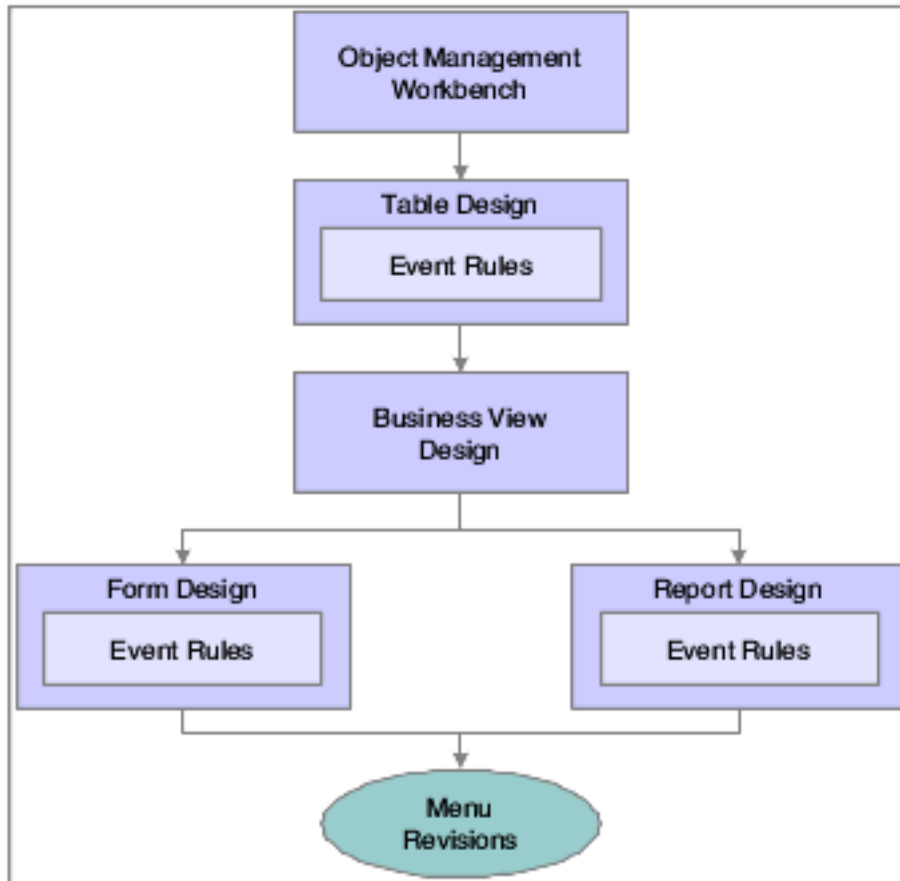 Object Management
Workbench
Table Design
Event Rules
Business View
Design
Form Design
Event Rules
Report Design
Event Rules
Menu
Revisions